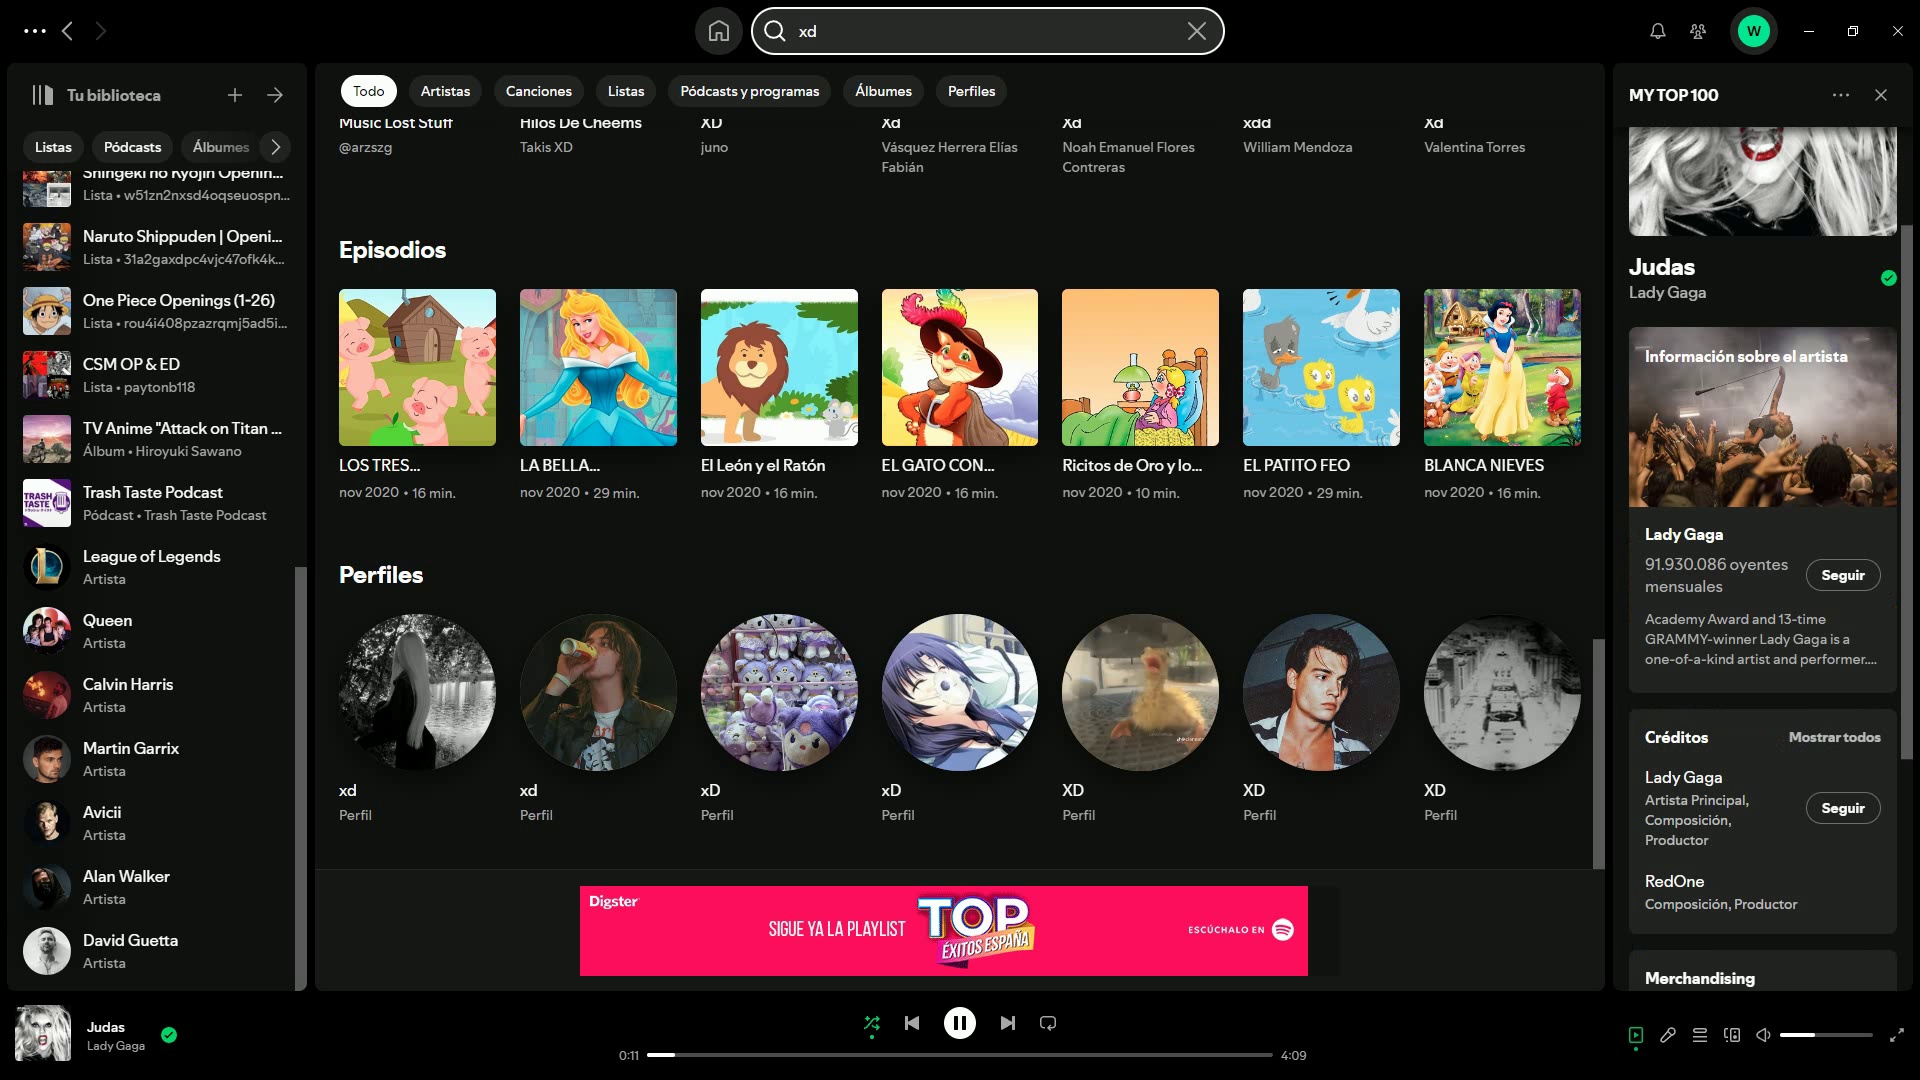 xd
W
Tu biblioteca
Listas
Pódcasts
Álbumes
Shingeki no Kyojin Openin...
Lista • w51zn2nxsd4oqseuospn...
Naruto Shippuden | Openi...
Lista • 31a2gaxdpc4vjc47ofk4k...
One Piece Openings (1-26)
Lista • rou4i408pzazrqmj5ad5i...
CSM OP & ED
Lista • paytonb118
TV Anime "Attack on Titan ...
Álbum • Hiroyuki Sawano
TRASH TASTE
Trash Taste Podcast
Pódcast • Trash Taste Podcast
League of Legends
Artista
Queen
Artista
Calvin Harris
Artista
Martin Garrix
Artista
Avicii
Artista
Alan Walker
Artista
David Guetta
Artista
Todo
Artistas
Canciones
Listas
Pódcasts y programas
Álbumes
Perfiles
Music Lost Stuff
@arzszg
Hilos De Cheems
Takis XD
XD
juno
Xd
Vásquez Herrera Elías
Fabián
Xd
Noah Emanuel Flores
Contreras
xdd
William Mendoza
Xd
Valentina Torres
Episodios
LOS TRES...
nov 2020 • 16 min.
LA BELLA...
nov 2020 • 29 min.
El León y el Ratón
nov 2020 • 16 min.
EL GATO CON...
nov 2020 • 16 min.
Ricitos de Oro y lo...
nov 2020 • 10 min.
EL PATITO FEO
nov 2020 • 29 min.
BLANCA NIEVES
nov 2020 • 16 min.
Perfiles
xd
Perfil
xd
Perfil
xD
Perfil
xD
Perfil
XD
Perfil
XD
Perfil
XD
Perfil
Digster
SIGUE YA LA PLAYLIST
TOP
ÉXITOS ESPAÑA
ESCÚCHALO EN
MY TOP 100
Judas
Lady Gaga
Información sobre el artista
Lady Gaga
91.930.086 oyentes
mensuales
Seguir
Academy Award and 13-time
GRAMMY-winner Lady Gaga is a
one-of-a-kind artist and performer....
Créditos
Mostrar todos
Lady Gaga
Artista Principal,
Composición,
Productor
Seguir
RedOne
Composición, Productor
Merchandising
Judas
Lady Gaga
0:11
4:09